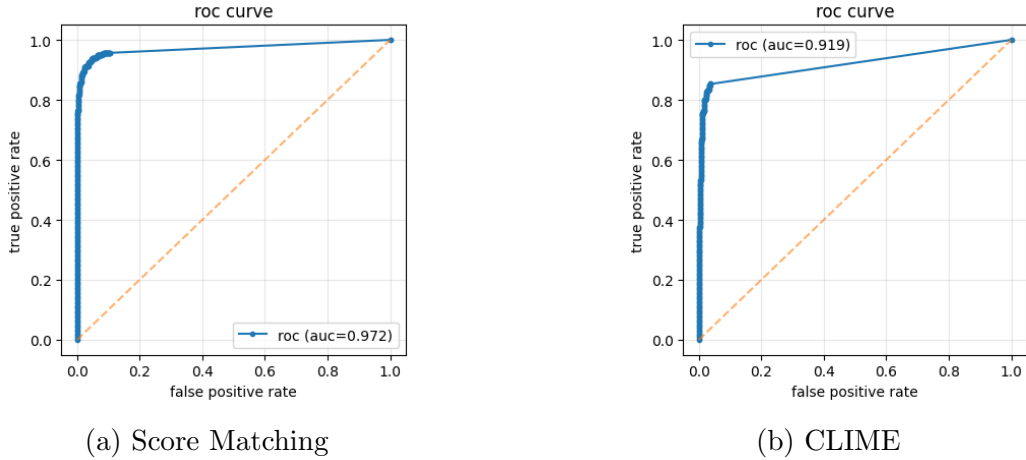 roc curve
1.0
0.8
0.6
0.4
0.2
0.0
true positive rate
roc (auc=0.972)
0.0 0.2 0.4 0.6 0.8 1.0
false positive rate
(a) Score Matching
roc curve
1.0
0.8
0.6
0.4
0.2
0.0
true positive rate
roc (auc=0.919)
0.0 0.2 0.4 0.6 0.8 1.0
false positive rate
(b) CLIME